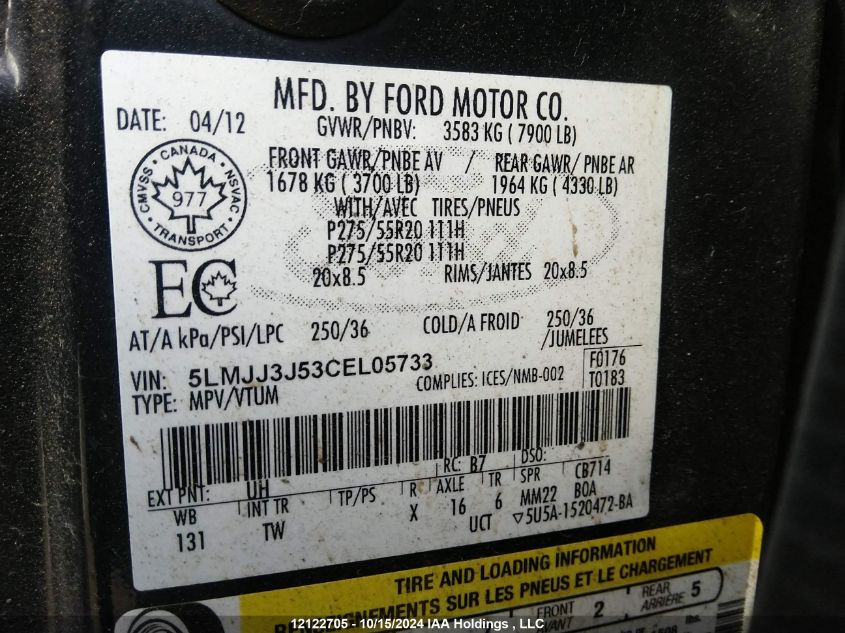 MFD. BY FORD MOTOR CO.
DATE: 04/12
GVWR/PNBV: 3583 KG ( 7900 LB)
FRONT GAWR/PNBE AV / REAR GAWR/ PNBE AR
1678 KG ( 3700 LB) 1964 KG ( 4330 LB)
WITH/AVEC TIRES/PNEUS
P275/55R20 111H
P275/55R20 111H
20x8.5 RIMS/JANTES 20x8.5
CANADA
CMVSS 977 NSVAC
TRANSPORT
EC
AT/A kPa/PSI/LPC 250/36 COLD/A FROID 250/36
/JUMELEES
VIN: 5LMJJ3J53CEL05733
COMPLIES: ICES/NMB-002
F0176
T0183
TYPE: MPV/VTUM
RC: B7 DSO:
EXT PNT: UH
WB INT TR TP/PS R AXLE TR SPR CB714
131 TW X 16 6 MM22 BOA
UCT ▽5U5A-1520472-BA
TIRE AND LOADING INFORMATION
RENSEIGNEMENTS SUR LES PNEUS ET LE CHARGEMENT
FRONT
AVANT 2
REAR
ARRIÈRE 5
lbs.
12122705 - 10/15/2024 IAA Holdings , LLC